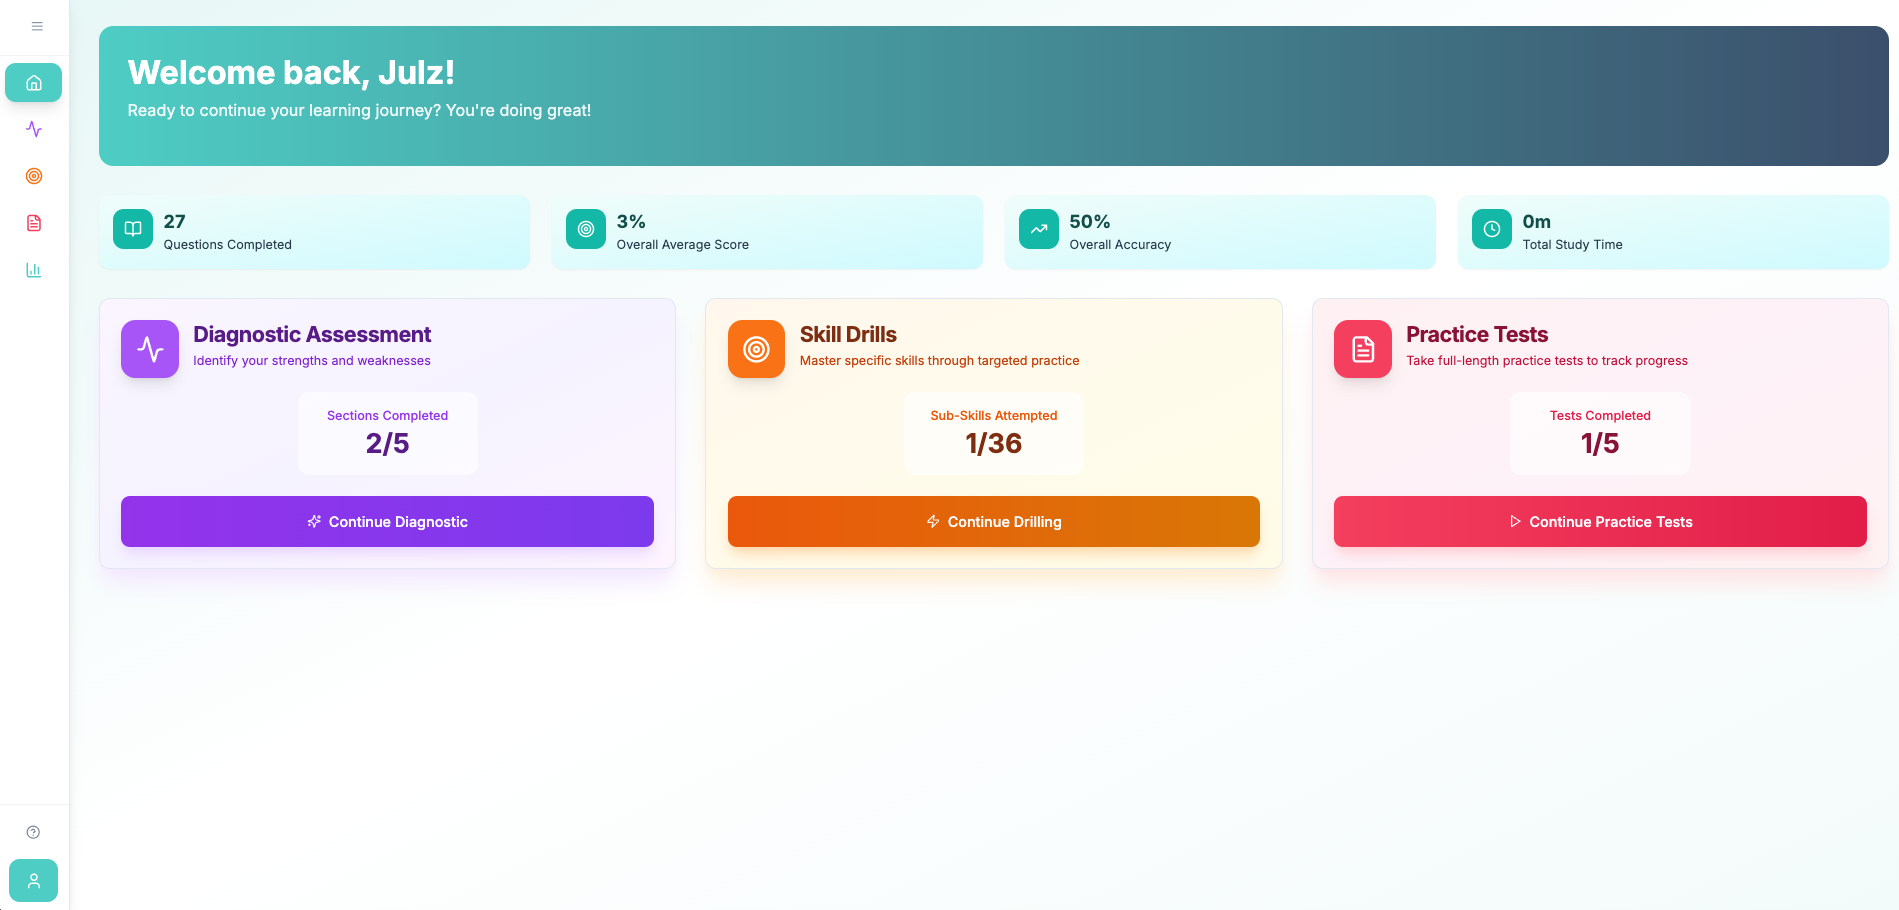 Welcome back, Julz!
Ready to continue your learning journey? You're doing great!
27
Questions Completed
3%
Overall Average Score
50%
Overall Accuracy
0m
Total Study Time
Diagnostic Assessment
Identify your strengths and weaknesses
Sections Completed
2/5
Continue Diagnostic
Skill Drills
Master specific skills through targeted practice
Sub-Skills Attempted
1/36
Continue Drilling
Practice Tests
Take full-length practice tests to track progress
Tests Completed
1/5
Continue Practice Tests